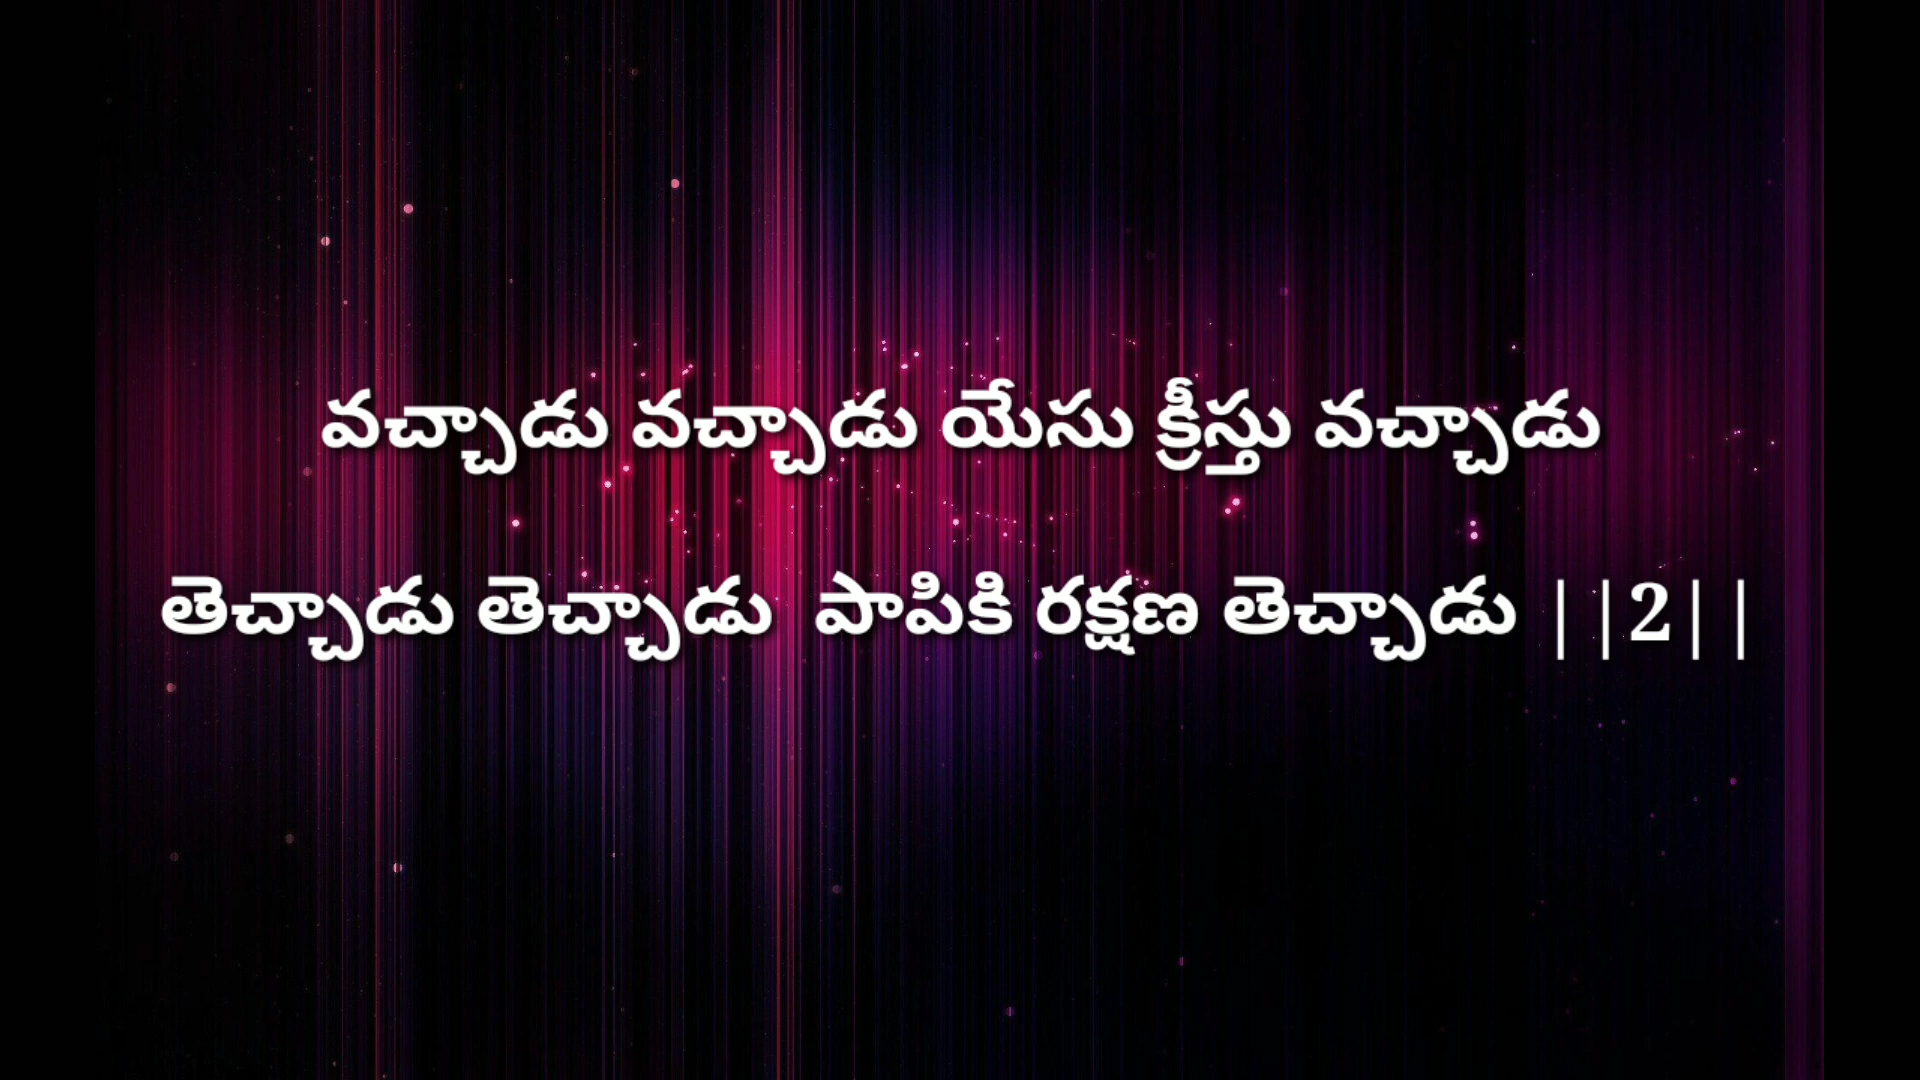 వచ్చాడు వచ్చాడు యేసు క్రీస్తు వచ్చాడు
తెచ్చాడు తెచ్చాడు  పాపికి రక్షణ తెచ్చాడు ||2||